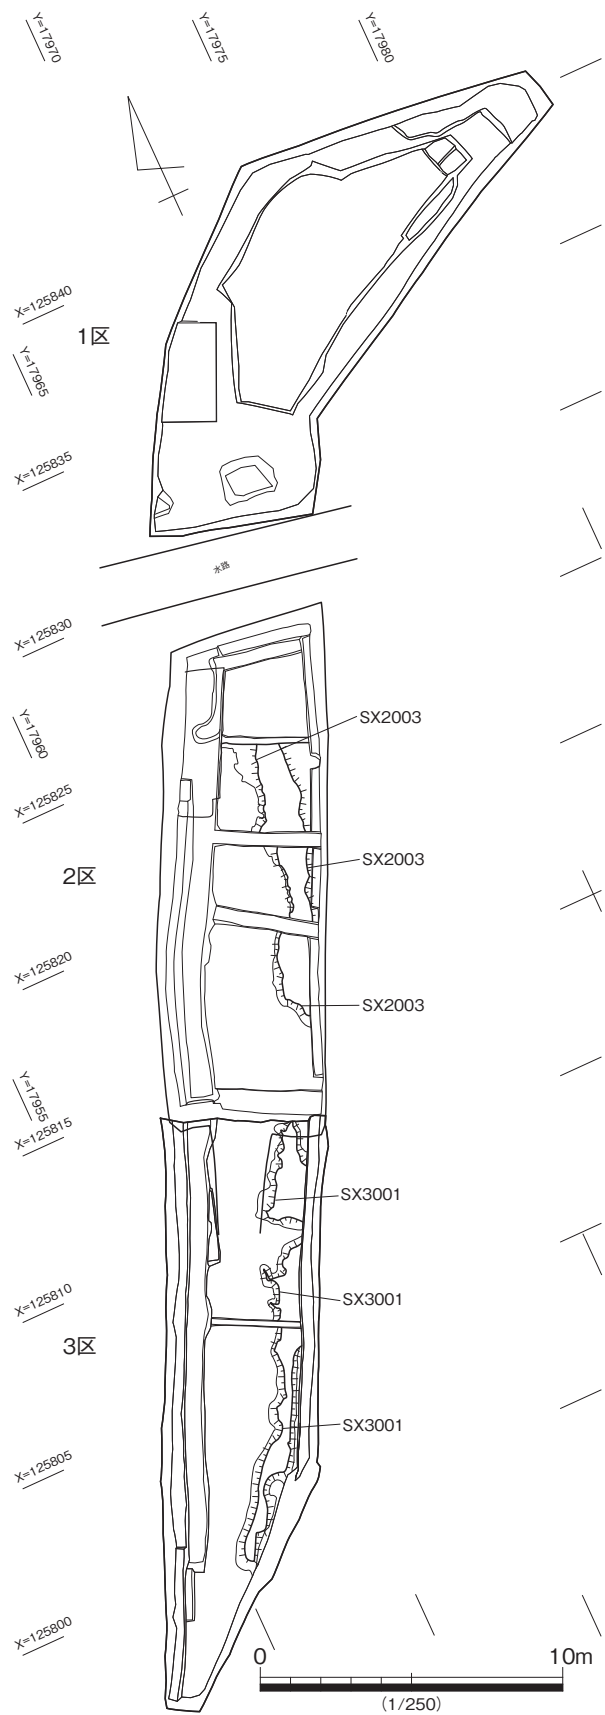 Y=17970
Y=17975
Y=17980
X=125840
1区
Y=17965
X=125835
水路
X=125830
SX2003
Y=17960
X=125825
SX2003
2区
X=125820
SX2003
Y=17955
X=125815
SX3001
SX3001
X=125810
3区
SX3001
X=125805
X=125800
0 10m
(1/250)